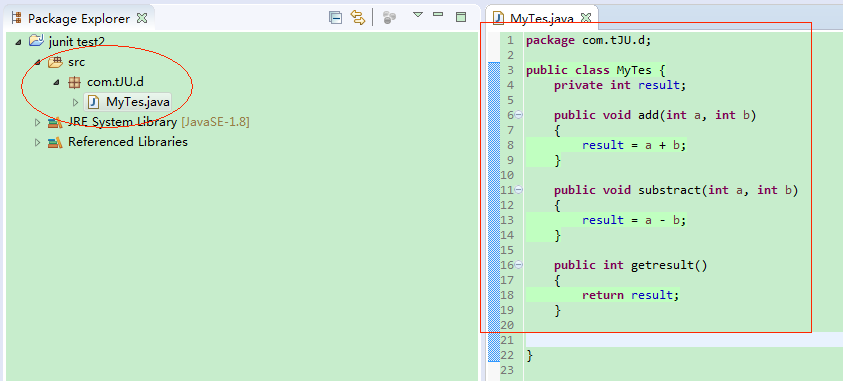 Package Explorer
junit test2
src
com.tJU.d
MyTes.java
JRE System Library [JavaSE-1.8]
Referenced Libraries
MyTes.java
1 package com.tJU.d;
2
3 public class MyTes {
4 private int result;
5
6 public void add(int a, int b)
7 {
8 result = a + b;
9 }
10
11 public void substract(int a, int b)
12 {
13 result = a - b;
14 }
15
16 public int getresult()
17 {
18 return result;
19 }
20
21
22 }
23